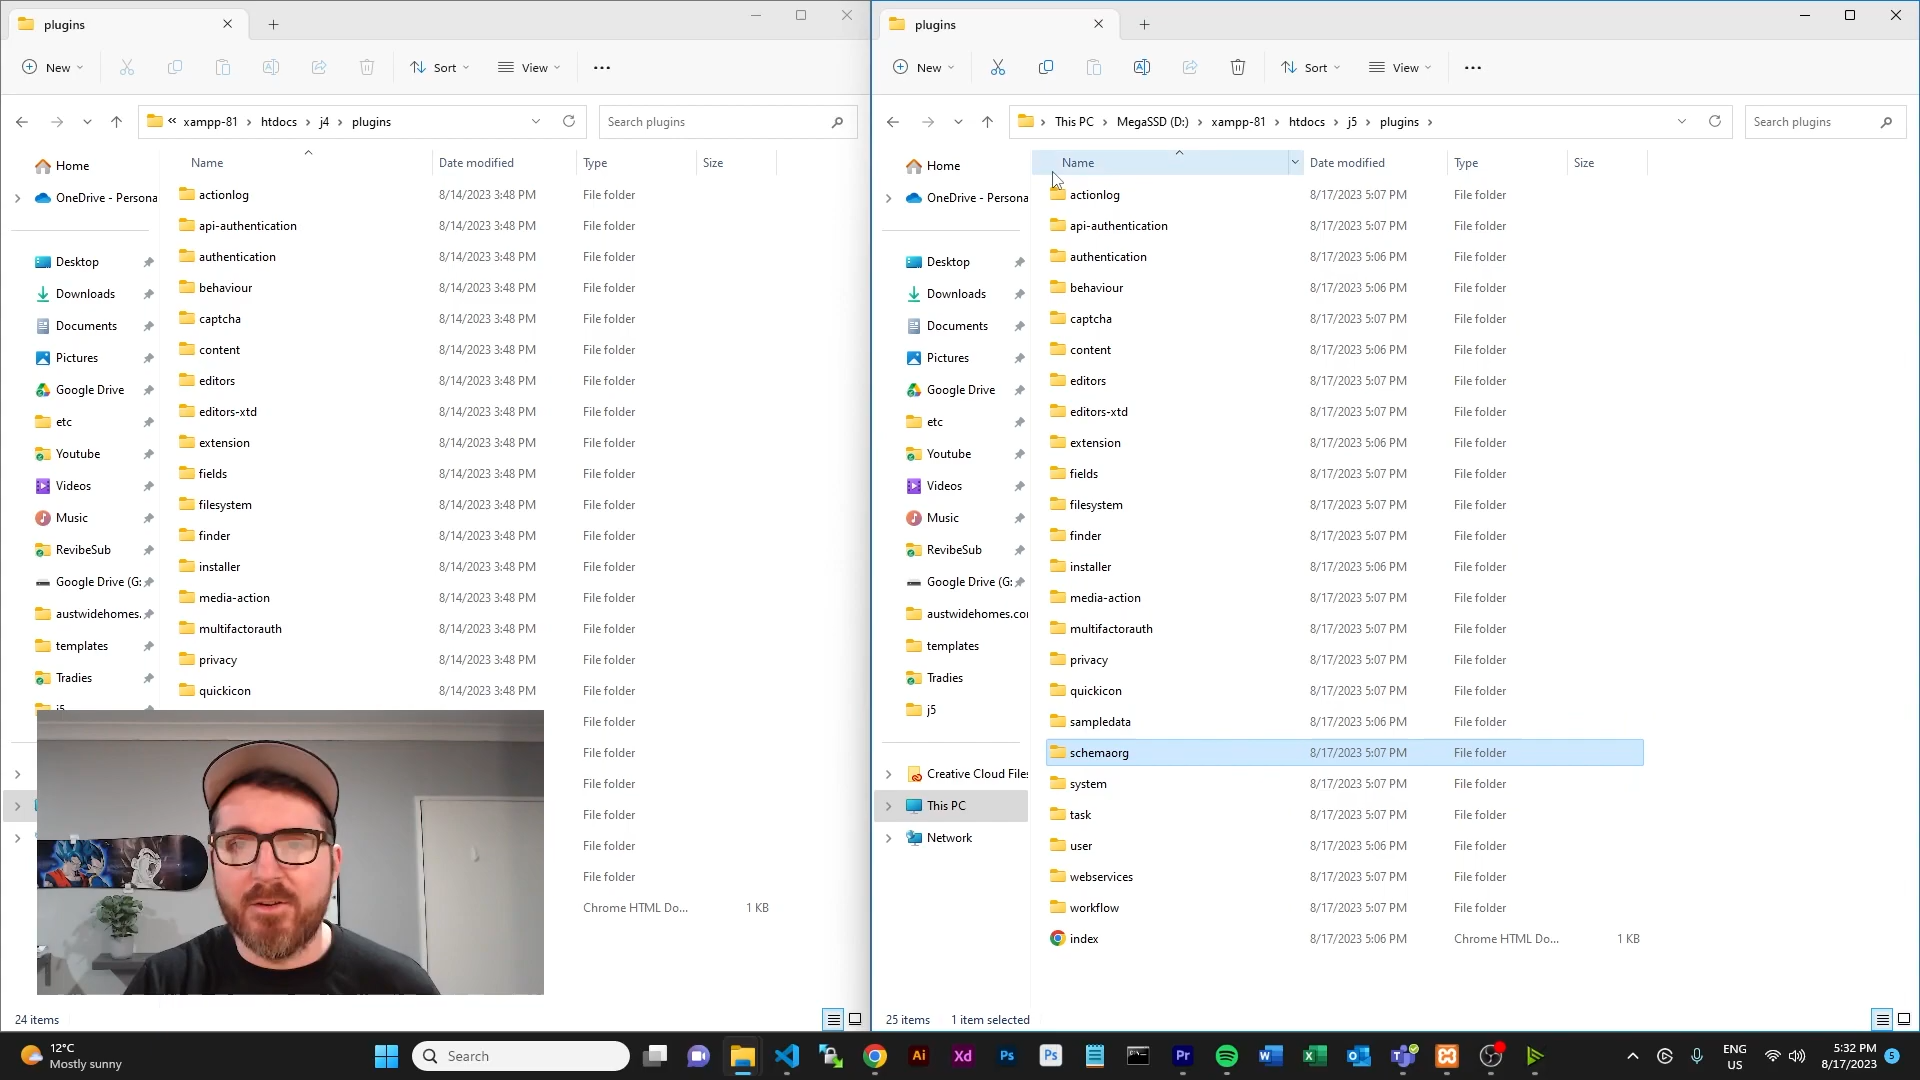 plugins
New
Sort
View
« xampp-81 > htdocs > j4 > plugins
Search plugins
Name
Date modified
Type
Size
Home
OneDrive - Persona
Desktop
Downloads
Documents
Pictures
Google Drive
etc
Youtube
Videos
Music
RevibeSub
Google Drive (G:
austwidehomes.
templates
Tradies
j5
actionlog 8/14/2023 3:48 PM File folder
api-authentication 8/14/2023 3:48 PM File folder
authentication 8/14/2023 3:48 PM File folder
behaviour 8/14/2023 3:48 PM File folder
captcha 8/14/2023 3:48 PM File folder
content 8/14/2023 3:48 PM File folder
editors 8/14/2023 3:48 PM File folder
editors-xtd 8/14/2023 3:48 PM File folder
extension 8/14/2023 3:48 PM File folder
fields 8/14/2023 3:48 PM File folder
filesystem 8/14/2023 3:48 PM File folder
finder 8/14/2023 3:48 PM File folder
installer 8/14/2023 3:48 PM File folder
media-action 8/14/2023 3:48 PM File folder
multifactorauth 8/14/2023 3:48 PM File folder
privacy 8/14/2023 3:48 PM File folder
quickicon 8/14/2023 3:48 PM File folder
File folder
File folder
File folder
File folder
File folder
File folder
Chrome HTML Do... 1 KB
24 items
plugins
New
Sort
View
> This PC > MegaSSD (D:) > xampp-81 > htdocs > j5 > plugins >
Search plugins
Name
Date modified
Type
Size
Home
OneDrive - Persona
Desktop
Downloads
Documents
Pictures
Google Drive
etc
Youtube
Videos
Music
RevibeSub
Google Drive (G:
austwidehomes.co
templates
Tradies
j5
Creative Cloud Files
This PC
Network
actionlog 8/17/2023 5:07 PM File folder
api-authentication 8/17/2023 5:07 PM File folder
authentication 8/17/2023 5:06 PM File folder
behaviour 8/17/2023 5:06 PM File folder
captcha 8/17/2023 5:07 PM File folder
content 8/17/2023 5:06 PM File folder
editors 8/17/2023 5:07 PM File folder
editors-xtd 8/17/2023 5:07 PM File folder
extension 8/17/2023 5:06 PM File folder
fields 8/17/2023 5:07 PM File folder
filesystem 8/17/2023 5:07 PM File folder
finder 8/17/2023 5:06 PM File folder
installer 8/17/2023 5:06 PM File folder
media-action 8/17/2023 5:07 PM File folder
multifactorauth 8/17/2023 5:07 PM File folder
privacy 8/17/2023 5:07 PM File folder
quickicon 8/17/2023 5:07 PM File folder
sampledata 8/17/2023 5:06 PM File folder
schemaorg 8/17/2023 5:07 PM File folder
system 8/17/2023 5:07 PM File folder
task 8/17/2023 5:07 PM File folder
user 8/17/2023 5:06 PM File folder
webservices 8/17/2023 5:07 PM File folder
workflow 8/17/2023 5:07 PM File folder
index 8/17/2023 5:06 PM Chrome HTML Do... 1 KB
25 items 1 item selected
12°C
Mostly sunny
Search
Ai
Xd
Ps
Ps
Pr
ENG
US
5:32 PM
8/17/2023
5